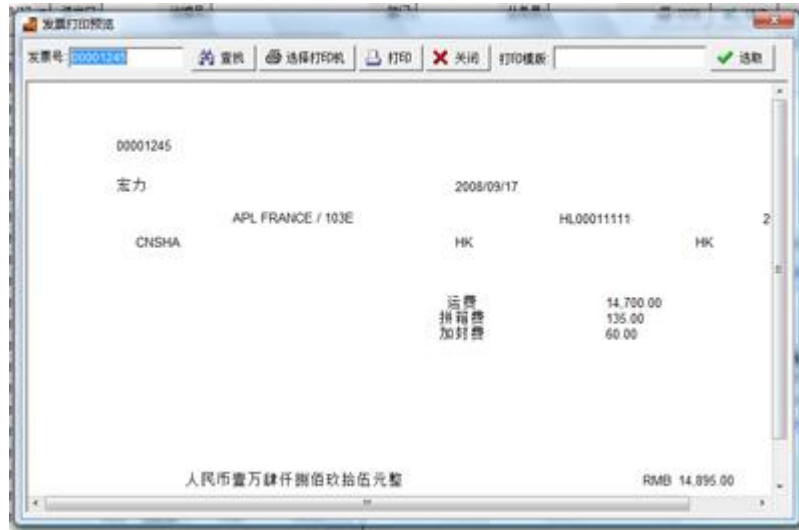 发票打印预览
发票号: 00001245 查找 选择打印机 打印 关闭 打印模版: 选取
00001245
宏力 2008/09/17
APL FRANCE / 103E HL00011111 2
CNSHA HK HK
运费 14,700.00
拼箱费 135.00
加封费 60.00
人民币壹万肆仟捌佰玖拾伍元整 RMB 14,895.00